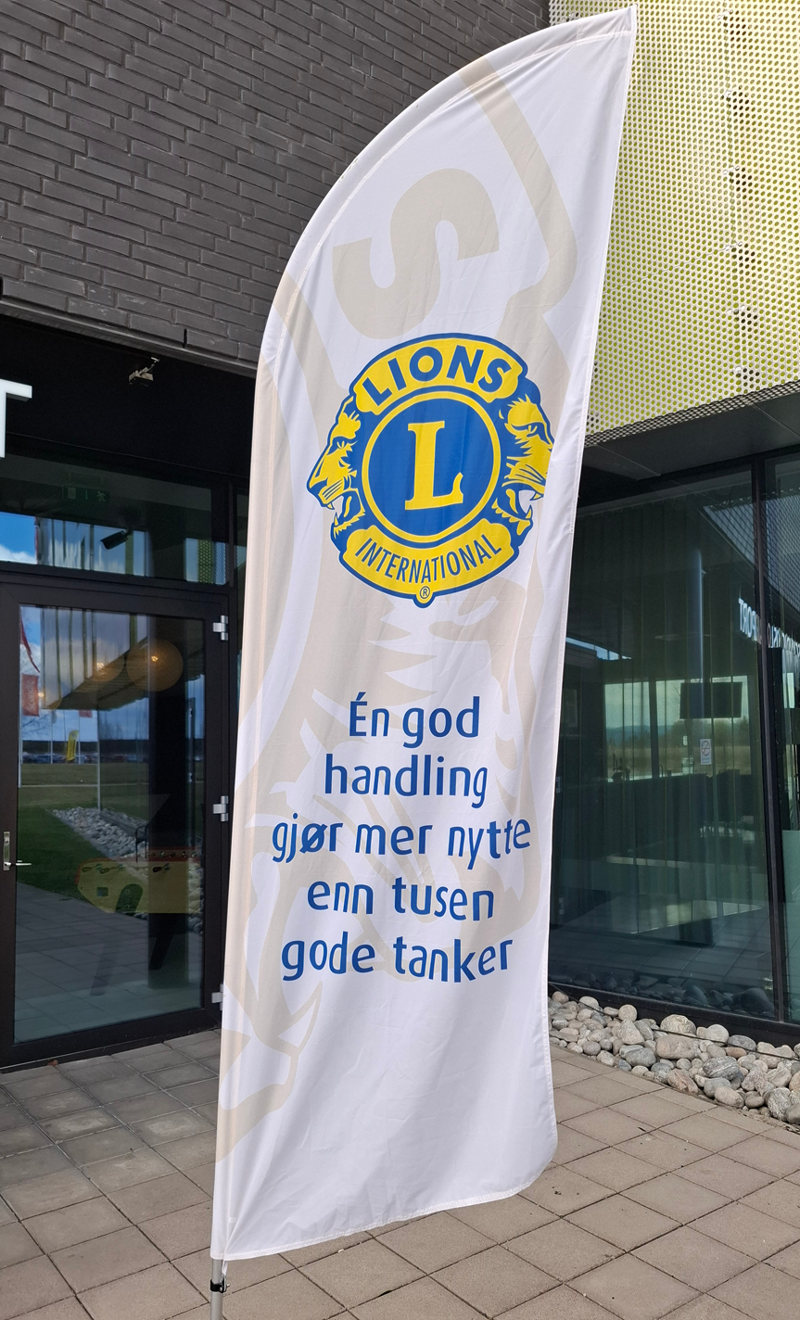 S
LIONS
L
INTERNATIONAL
®
Én god
handling
gjør mer nytte
enn tusen
gode tanker
T